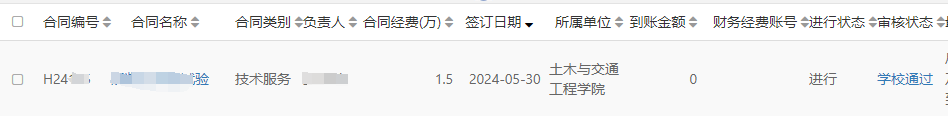 合同编号 合同名称 合同类别 负责人 合同经费(万) 签订日期 所属单位 到账金额 财务经费账号 进行状态 审核状态
H24 试验 技术服务 1.5 2024-05-30 土木与交通 0 进行 学校通过
工程学院